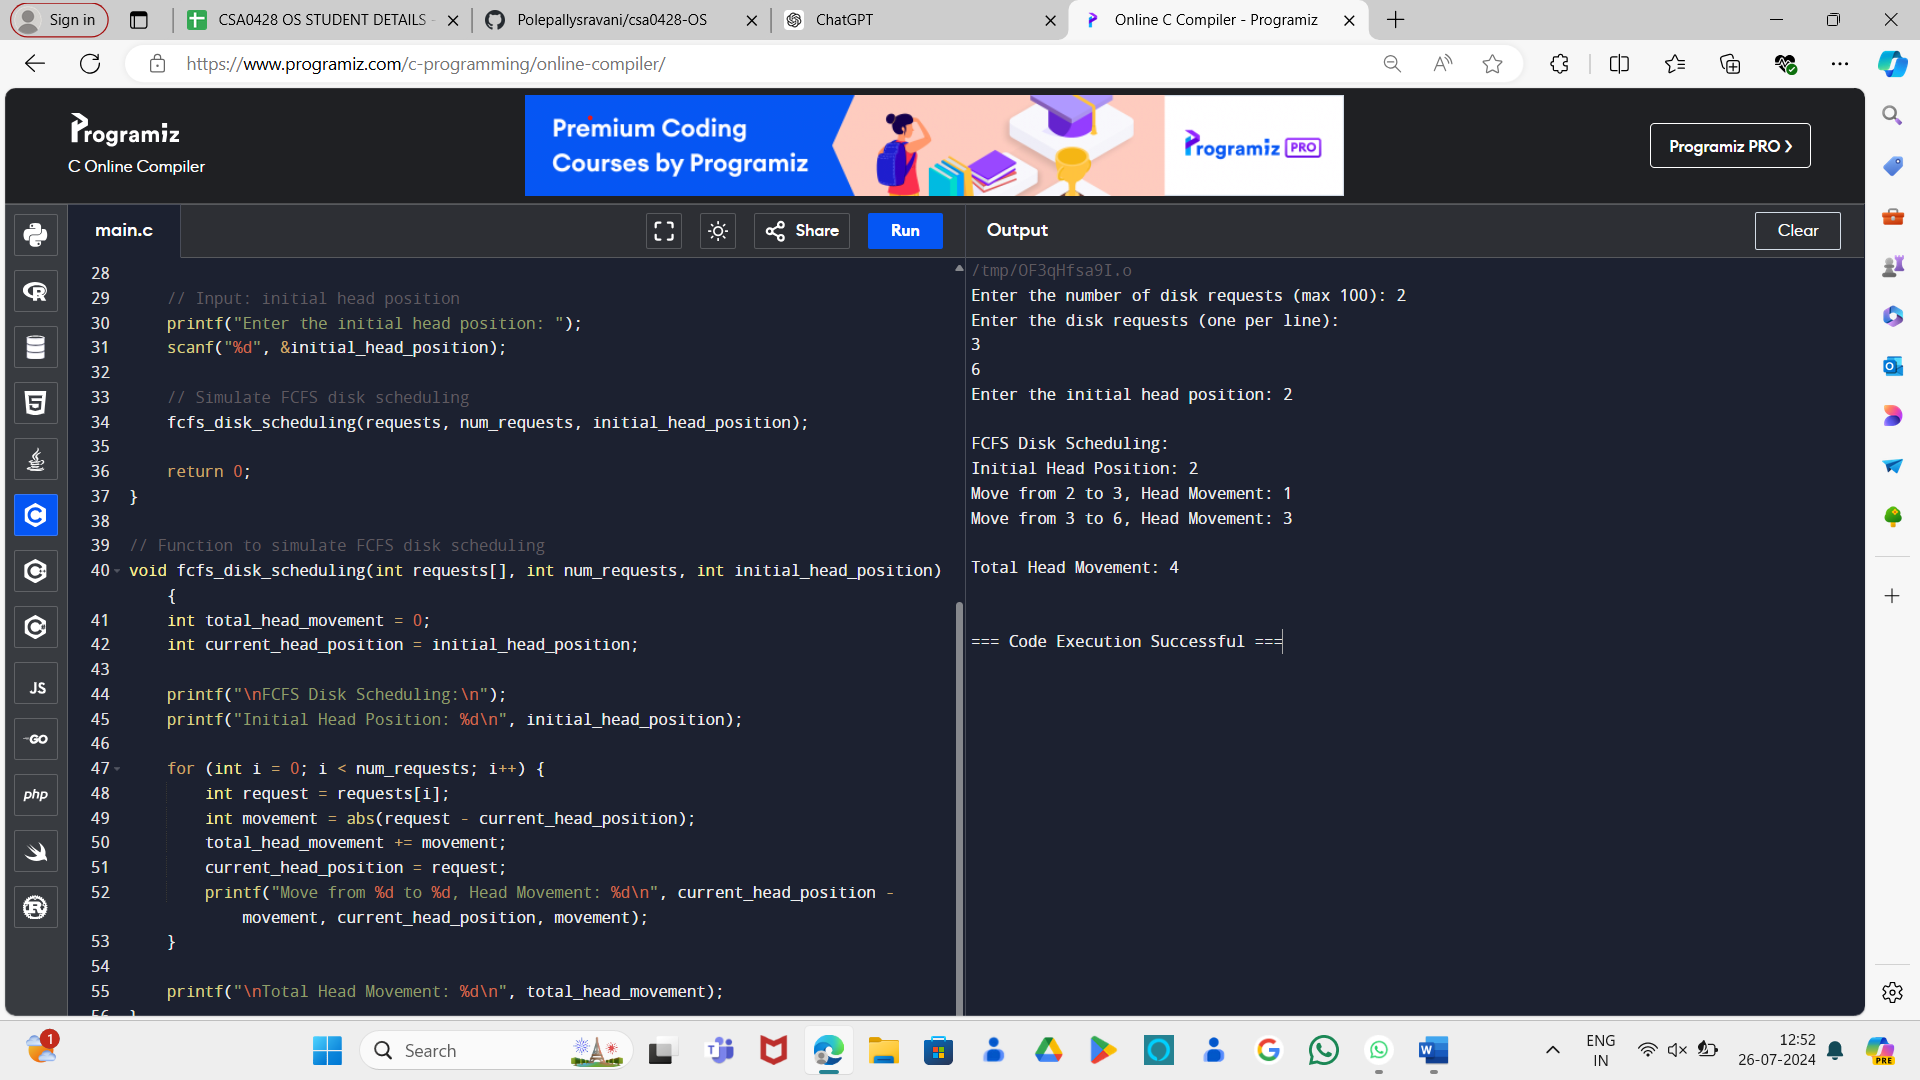 Sign in
CSA0428 OS STUDENT DETAILS -
Polepallysravani/csa0428-OS
ChatGPT
Online C Compiler - Programiz
https://www.programiz.com/c-programming/online-compiler/
Programiz
C Online Compiler
Premium Coding
Courses by Programiz
Programiz PRO
Programiz PRO
main.c
Share
Run
Output
Clear
28
29 // Input: initial head position
30 printf("Enter the initial head position: ");
31 scanf("%d", &initial_head_position);
32
33 // Simulate FCFS disk scheduling
34 fcfs_disk_scheduling(requests, num_requests, initial_head_position);
35
36 return 0;
37 }
38
39 // Function to simulate FCFS disk scheduling
40 void fcfs_disk_scheduling(int requests[], int num_requests, int initial_head_position)
{
41 int total_head_movement = 0;
42 int current_head_position = initial_head_position;
43
44 printf("\nFCFS Disk Scheduling:\n");
45 printf("Initial Head Position: %d\n", initial_head_position);
46
47 for (int i = 0; i < num_requests; i++) {
48 int request = requests[i];
49 int movement = abs(request - current_head_position);
50 total_head_movement += movement;
51 current_head_position = request;
52 printf("Move from %d to %d, Head Movement: %d\n", current_head_position -
movement, current_head_position, movement);
53 }
54
55 printf("\nTotal Head Movement: %d\n", total_head_movement);
56 }
/tmp/OF3qHfsa9I.o
Enter the number of disk requests (max 100): 2
Enter the disk requests (one per line):
3
6
Enter the initial head position: 2
FCFS Disk Scheduling:
Initial Head Position: 2
Move from 2 to 3, Head Movement: 1
Move from 3 to 6, Head Movement: 3
Total Head Movement: 4
=== Code Execution Successful ===
JS
GO
php
1
Search
ENG
IN
12:52
26-07-2024
PRE